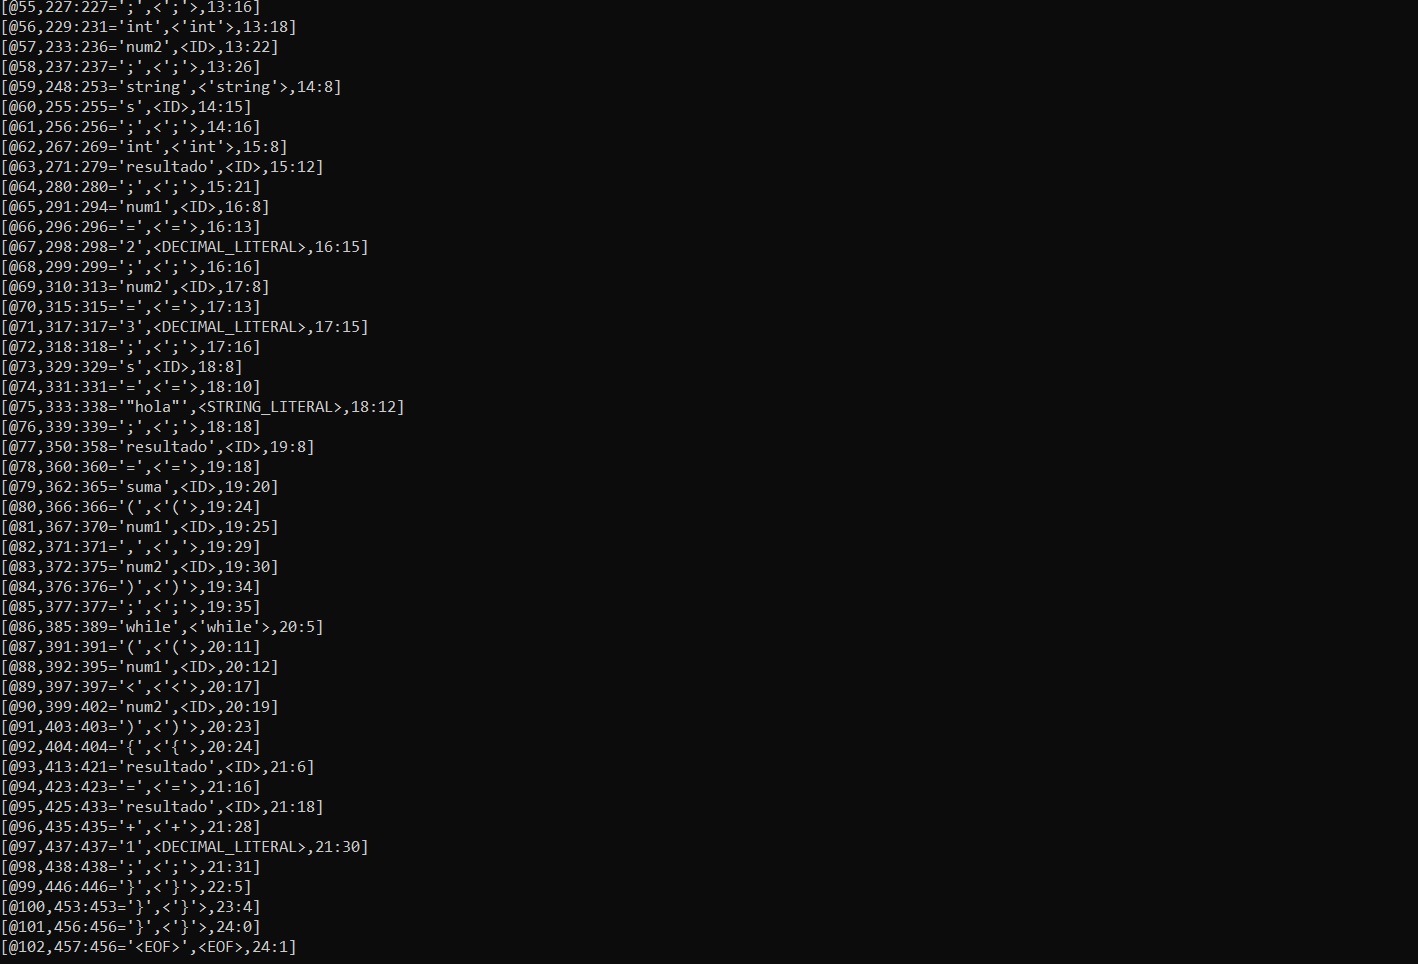 [@55,227:227=';',<';'>,13:16]
[@56,229:231='int',<'int'>,13:18]
[@57,233:236='num2',<ID>,13:22]
[@58,237:237=';',<';'>,13:26]
[@59,248:253='string',<'string'>,14:8]
[@60,255:255='s',<ID>,14:15]
[@61,256:256=';',<';'>,14:16]
[@62,267:269='int',<'int'>,15:8]
[@63,271:279='resultado',<ID>,15:12]
[@64,280:280=';',<';'>,15:21]
[@65,291:294='num1',<ID>,16:8]
[@66,296:296='=',<'='>,16:13]
[@67,298:298='2',<DECIMAL_LITERAL>,16:15]
[@68,299:299=';',<';'>,16:16]
[@69,310:313='num2',<ID>,17:8]
[@70,315:315='=',<'='>,17:13]
[@71,317:317='3',<DECIMAL_LITERAL>,17:15]
[@72,318:318=';',<';'>,17:16]
[@73,329:329='s',<ID>,18:8]
[@74,331:331='=',<'='>,18:10]
[@75,333:338='"hola"',<STRING_LITERAL>,18:12]
[@76,339:339=';',<';'>,18:18]
[@77,350:358='resultado',<ID>,19:8]
[@78,360:360='=',<'='>,19:18]
[@79,362:365='suma',<ID>,19:20]
[@80,366:366='(',<'('>,19:24]
[@81,367:370='num1',<ID>,19:25]
[@82,371:371=',',<','>,19:29]
[@83,372:375='num2',<ID>,19:30]
[@84,376:376=')',<')'>,19:34]
[@85,377:377=';',<';'>,19:35]
[@86,385:389='while',<'while'>,20:5]
[@87,391:391='(',<'('>,20:11]
[@88,392:395='num1',<ID>,20:12]
[@89,397:397='<',<'<'>,20:17]
[@90,399:402='num2',<ID>,20:19]
[@91,403:403=')',<')'>,20:23]
[@92,404:404='{',<'{'>,20:24]
[@93,413:421='resultado',<ID>,21:6]
[@94,423:423='=',<'='>,21:16]
[@95,425:433='resultado',<ID>,21:18]
[@96,435:435='+',<'+'>,21:28]
[@97,437:437='1',<DECIMAL_LITERAL>,21:30]
[@98,438:438=';',<';'>,21:31]
[@99,446:446='}',<'}'>,22:5]
[@100,453:453='}',<'}'>,23:4]
[@101,456:456='}',<'}'>,24:0]
[@102,457:456='<EOF>',<EOF>,24:1]